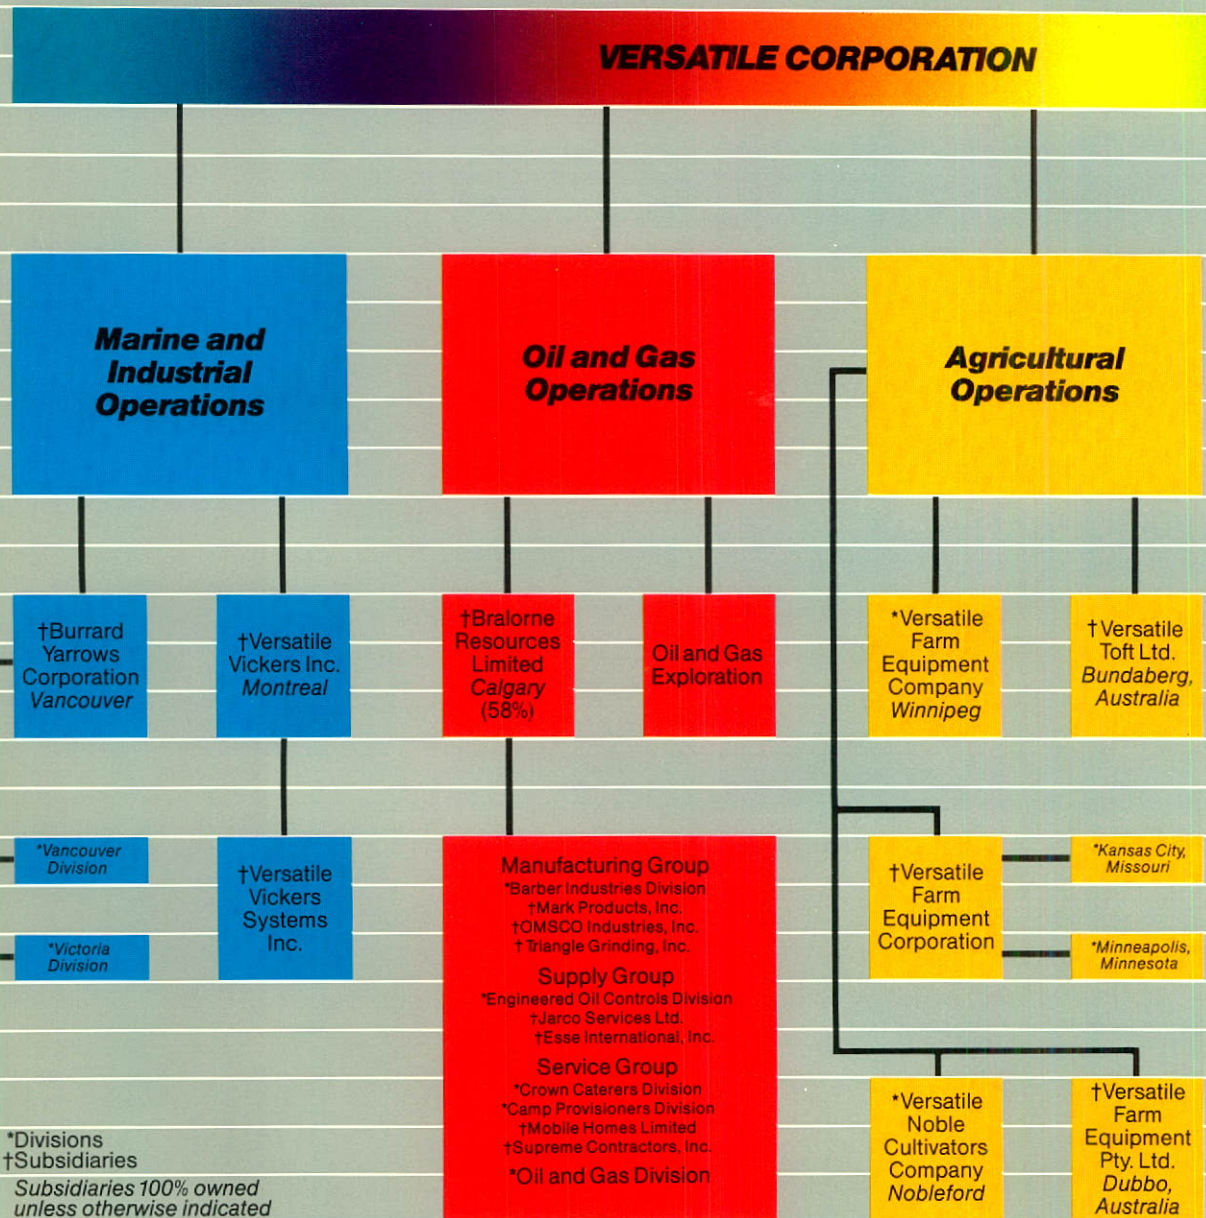 VERSATILE CORPORATION
Marine and
Industrial
Operations
Oil and Gas
Operations
Agricultural
Operations
†Burrard
Yarrows
Corporation
Vancouver
†Versatile
Vickers Inc.
Montreal
†Bralorne
Resources
Limited
Calgary
(58%)
Oil and Gas
Exploration
*Versatile
Farm
Equipment
Company
Winnipeg
†Versatile
Toft Ltd.
Bundaberg,
Australia
*Vancouver
Division
*Victoria
Division
†Versatile
Vickers
Systems
Inc.
Manufacturing Group
*Barber Industries Division
†Mark Products, Inc.
†OMSCO Industries, Inc.
†Triangle Grinding, Inc.
Supply Group
*Engineered Oil Controls Division
†Jarco Services Ltd.
†Esse International, Inc.
Service Group
*Crown Caterers Division
*Camp Provisioners Division
†Mobile Homes Limited
†Supreme Contractors, Inc.
*Oil and Gas Division
†Versatile
Farm
Equipment
Corporation
*Kansas City,
Missouri
*Minneapolis,
Minnesota
*Versatile
Noble
Cultivators
Company
Nobleford
†Versatile
Farm
Equipment
Pty. Ltd.
Dubbo,
Australia
*Divisions
†Subsidiaries
Subsidiaries 100% owned
unless otherwise indicated